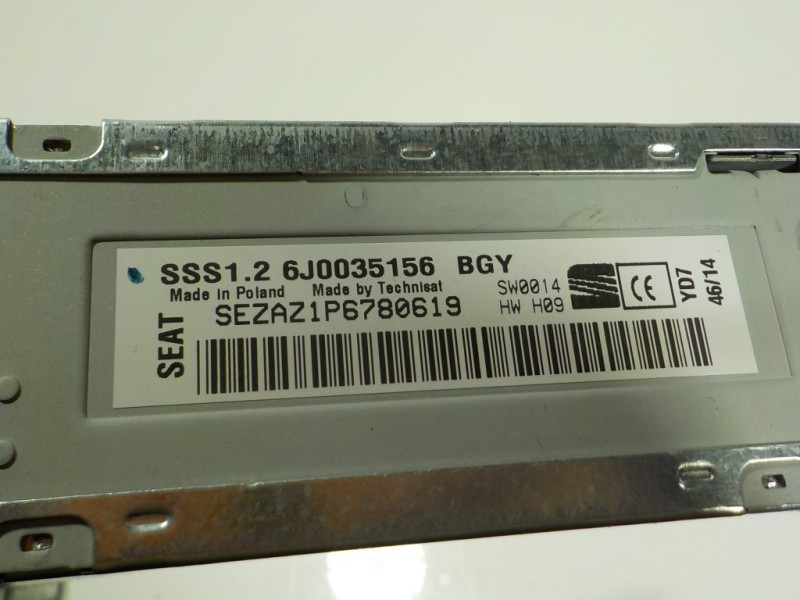 SSS1.2 6J0035156 BGY
Made in Poland Made by Technisat
SEZAZ1P6780619
SW0014
HW H09
CE
YD7
46/14
SEAT